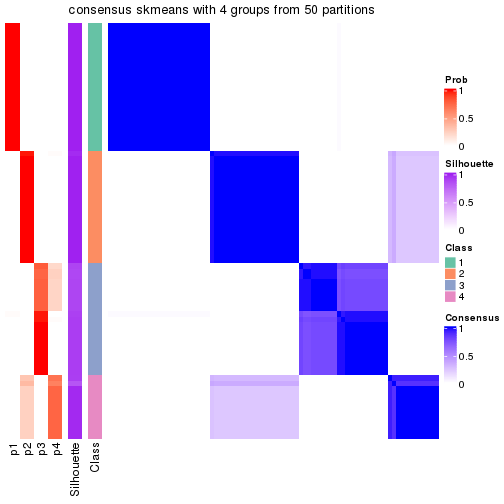 consensus skmeans with 4 groups from 50 partitions
Prob
1
0.5
0
Silhouette
1
0.5
0
Class
1
2
3
4
Consensus
1
0.5
0
p1
p2
p3
p4
Silhouette
Class